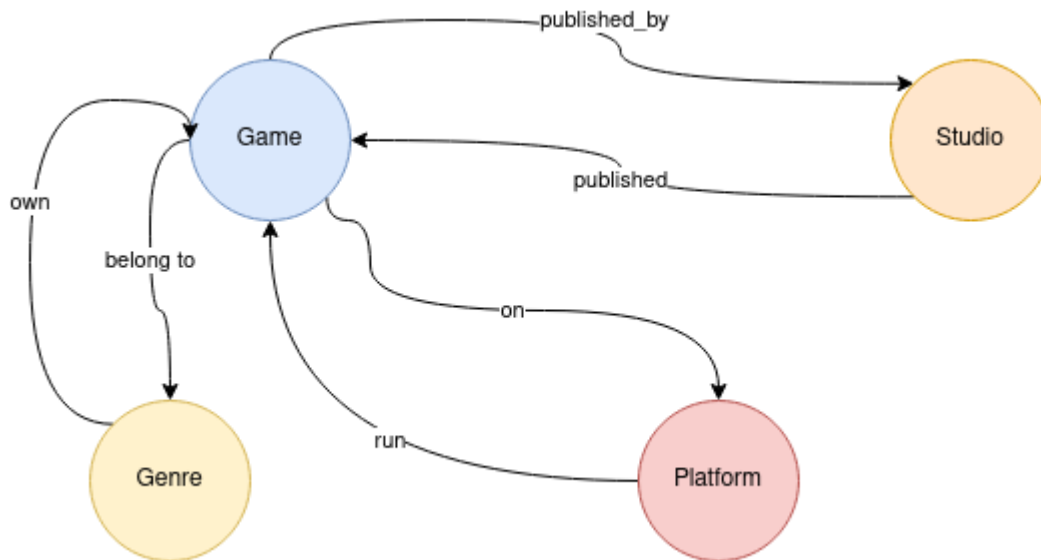 published_by
Game
Studio
published
own
belong to
on
run
Genre
Platform